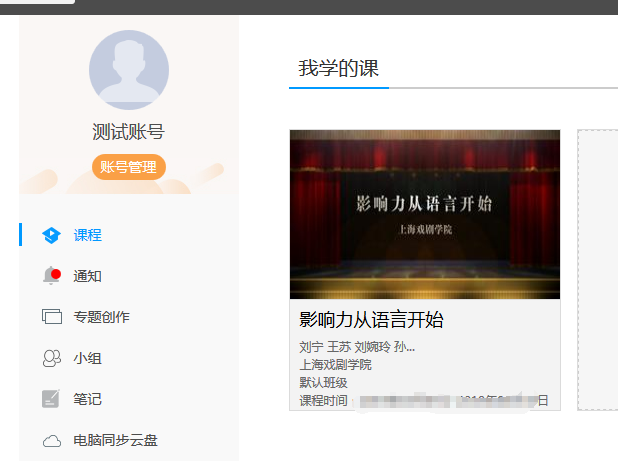 我学的课
测试账号
账号管理
课程
通知
专题创作
小组
笔记
电脑同步云盘
影响力从语言开始
上海戏剧学院
影响力从语言开始
刘宁 王苏 刘婉玲 孙...
上海戏剧学院
默认班级
课程时间